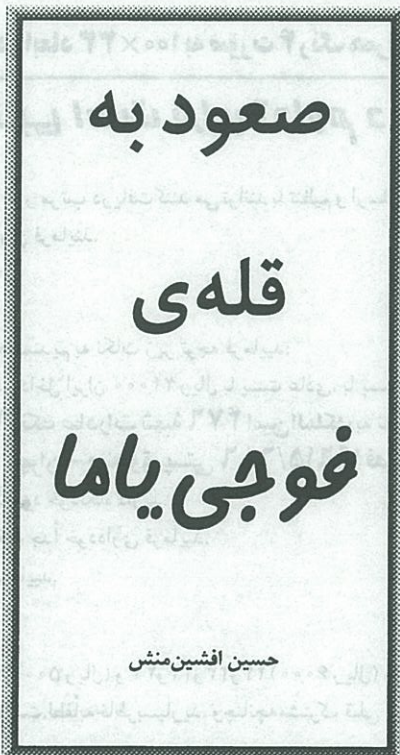 صعود به
قله‌ی
فوجی یاما
حسین افشین‌منش